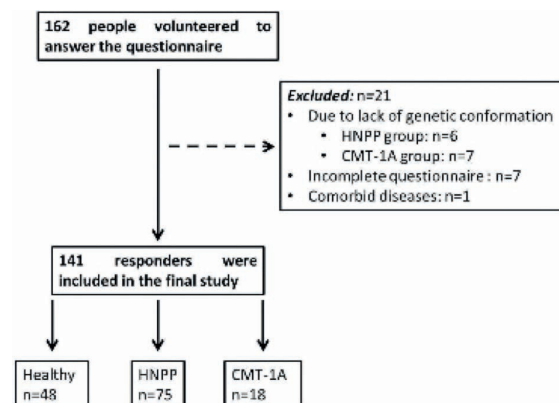 162 people volunteered to
answer the questionnaire
Excluded: n=21
• Due to lack of genetic conformation
• HNPP group: n=6
• CMT-1A group: n=7
• Incomplete questionnaire : n=7
• Comorbid diseases: n=1
141 responders were
included in the final study
Healthy
n=48
HNPP
n=75
CMT-1A
n=18